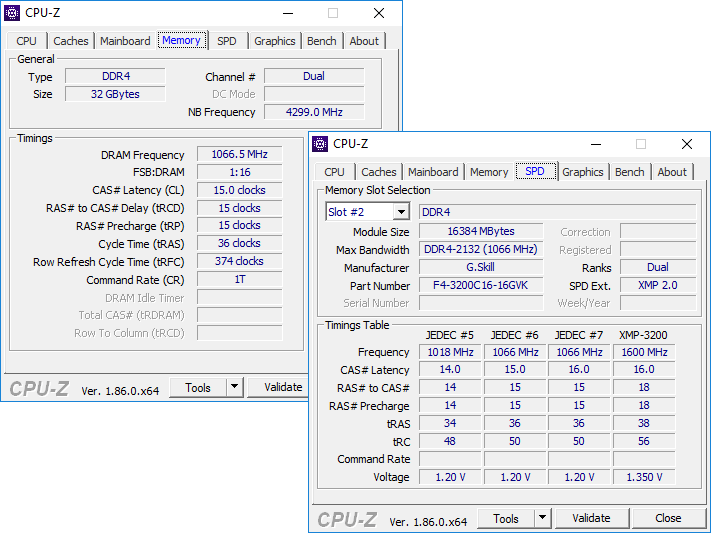 CPU-Z
CPU Caches Mainboard Memory SPD Graphics Bench About
General
Type DDR4 Channel # Dual
Size 32 GBytes DC Mode
NB Frequency 4299.0 MHz
Timings
DRAM Frequency 1066.5 MHz
FSB:DRAM 1:16
CAS# Latency (CL) 15.0 clocks
RAS# to CAS# Delay (tRCD) 15 clocks
RAS# Precharge (tRP) 15 clocks
Cycle Time (tRAS) 36 clocks
Row Refresh Cycle Time (tRFC) 374 clocks
Command Rate (CR) 1T
DRAM Idle Timer
Total CAS# (tRDRAM)
Row To Column (tRCD)
CPU-Z Ver. 1.86.0.x64 Tools Validate
CPU-Z
CPU Caches Mainboard Memory SPD Graphics Bench About
Memory Slot Selection
Slot #2 DDR4
Module Size 16384 MBytes Correction
Max Bandwidth DDR4-2132 (1066 MHz) Registered
Manufacturer G.Skill Ranks Dual
Part Number F4-3200C16-16GVK SPD Ext. XMP 2.0
Serial Number Week/Year
Timings Table
JEDEC #5 JEDEC #6 JEDEC #7 XMP-3200
Frequency 1018 MHz 1066 MHz 1066 MHz 1600 MHz
CAS# Latency 14.0 15.0 16.0 16.0
RAS# to CAS# 14 15 15 18
RAS# Precharge 14 15 15 18
tRAS 34 36 36 38
tRC 48 50 50 56
Command Rate
Voltage 1.20 V 1.20 V 1.20 V 1.350 V
CPU-Z Ver. 1.86.0.x64 Tools Validate Close